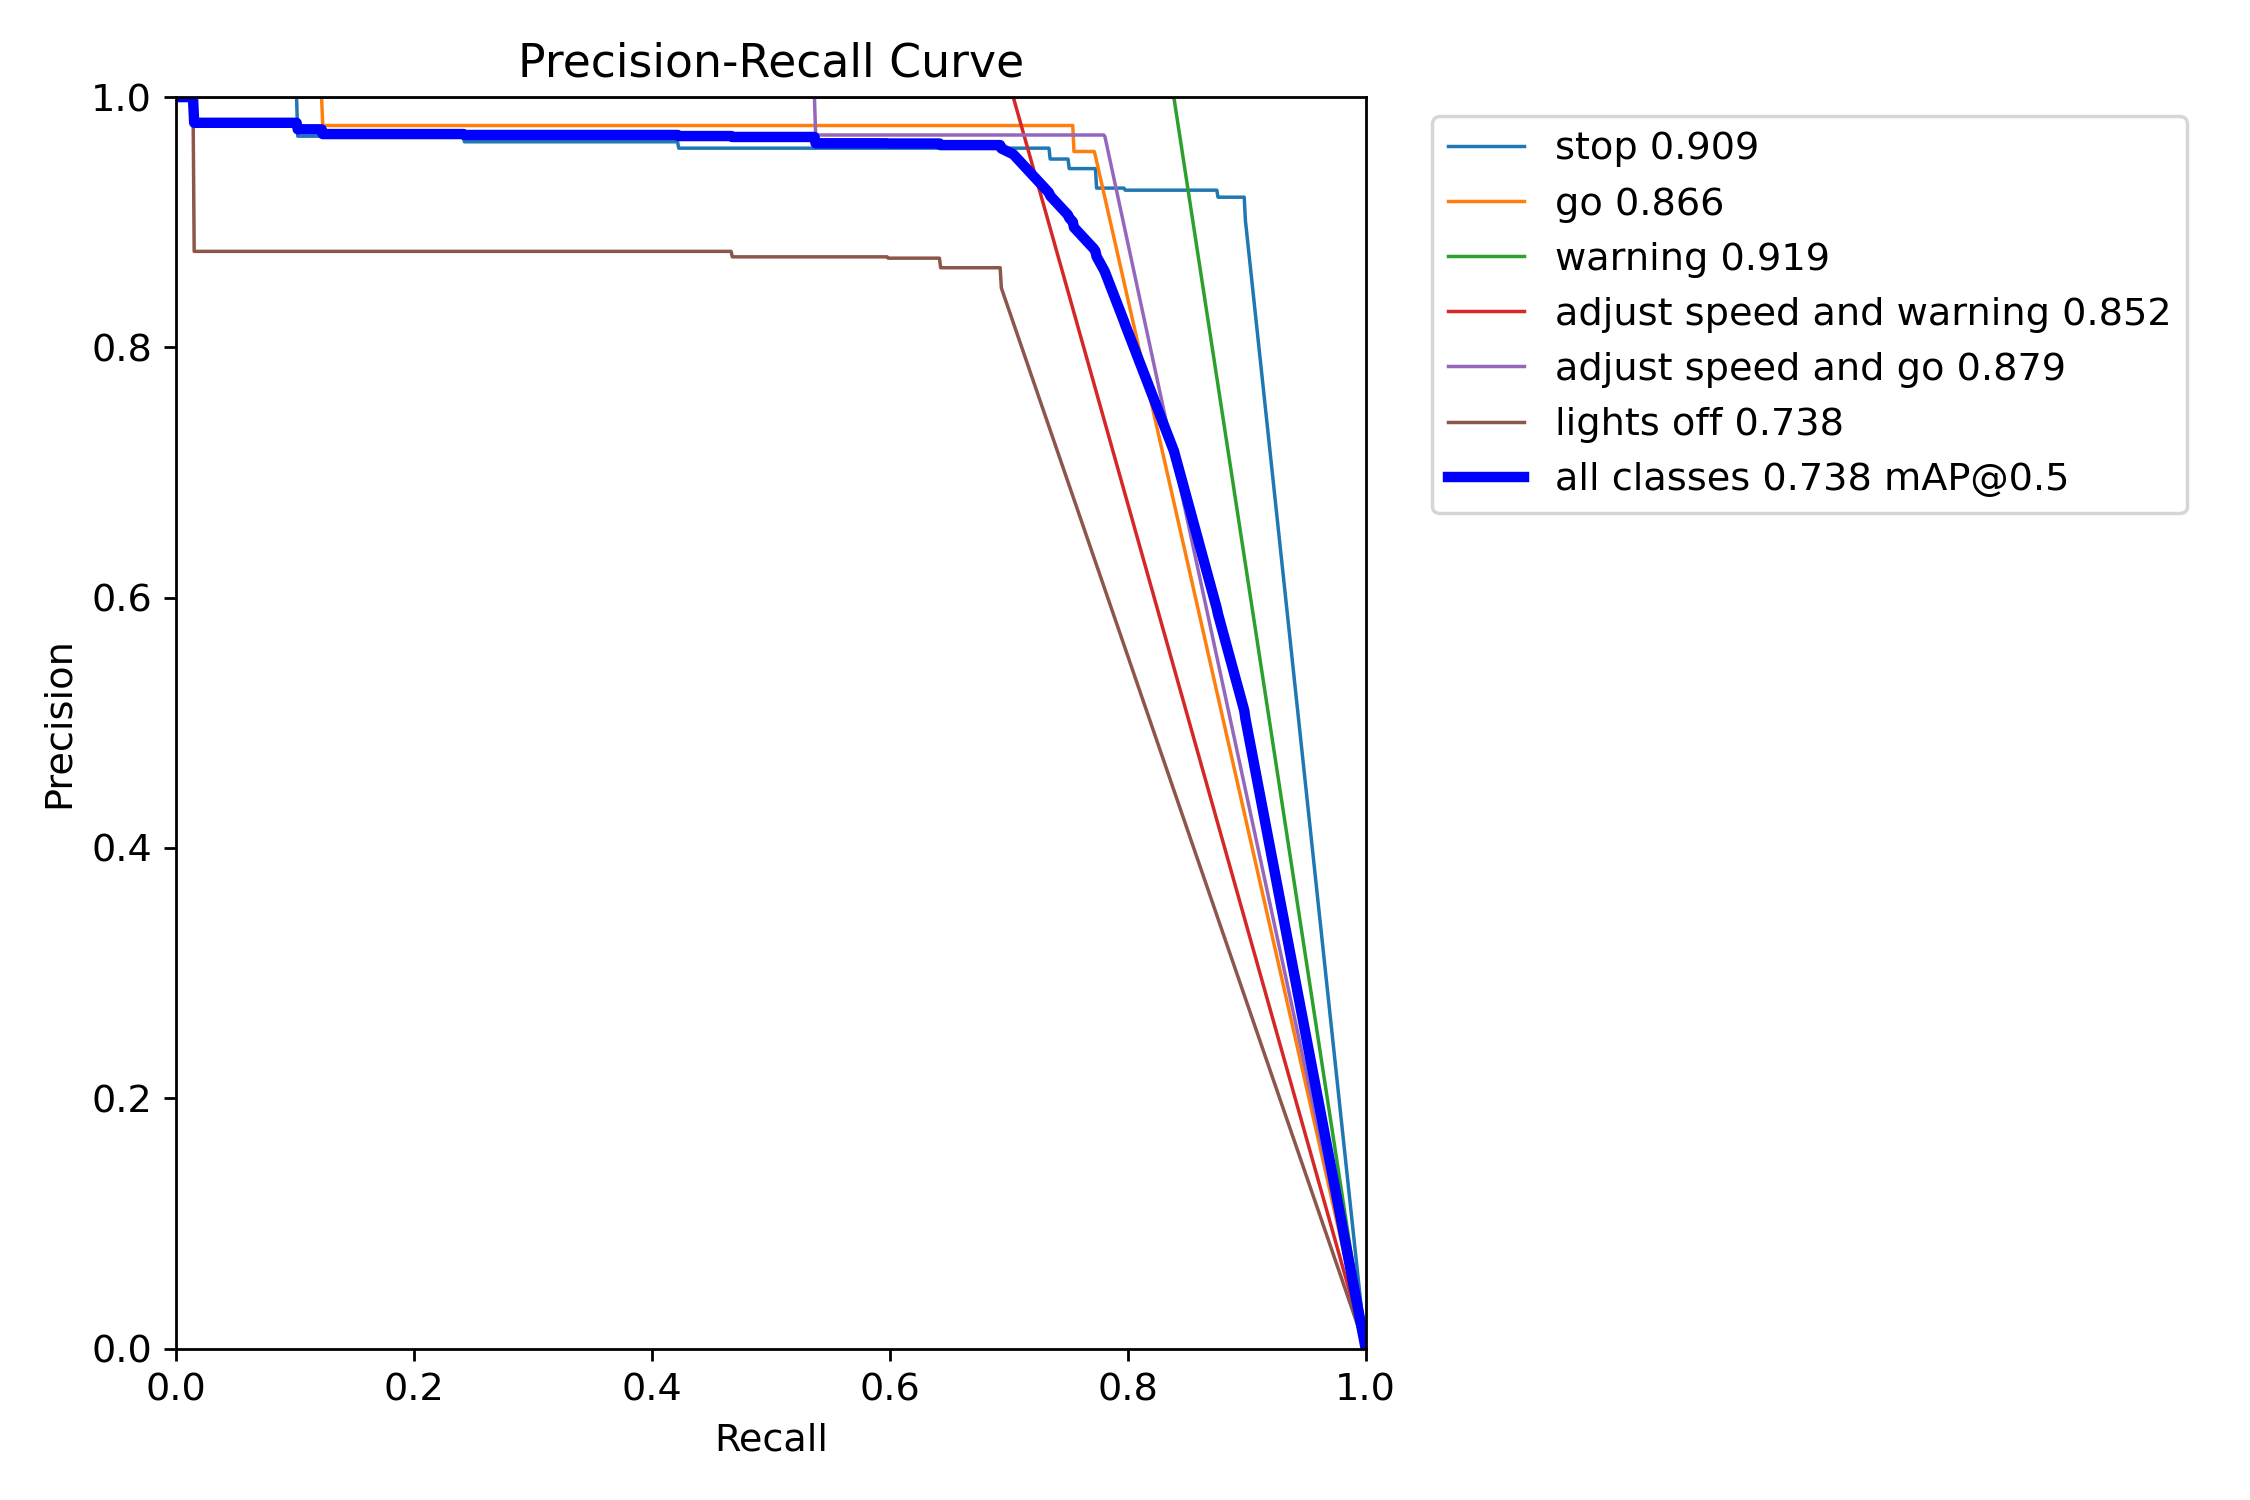 Precision-Recall Curve
1.0
0.8
0.6
0.4
0.2
0.0
Precision
0.0 0.2 0.4 0.6 0.8 1.0
Recall
stop 0.909
go 0.866
warning 0.919
adjust speed and warning 0.852
adjust speed and go 0.879
lights off 0.738
all classes 0.738 mAP@0.5